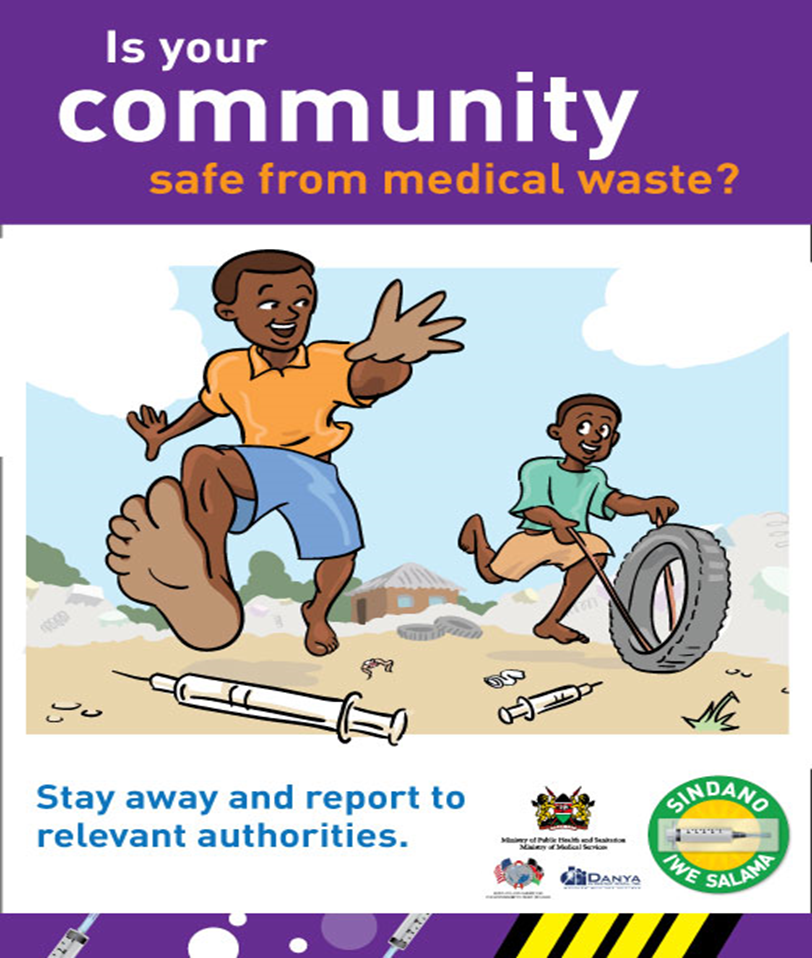 Is your
community
safe from medical waste?
Stay away and report to
relevant authorities.
Ministry of Public Health and Sanitation
Ministry of Medical Services
DANYA
SINDANO
IWE SALAMA